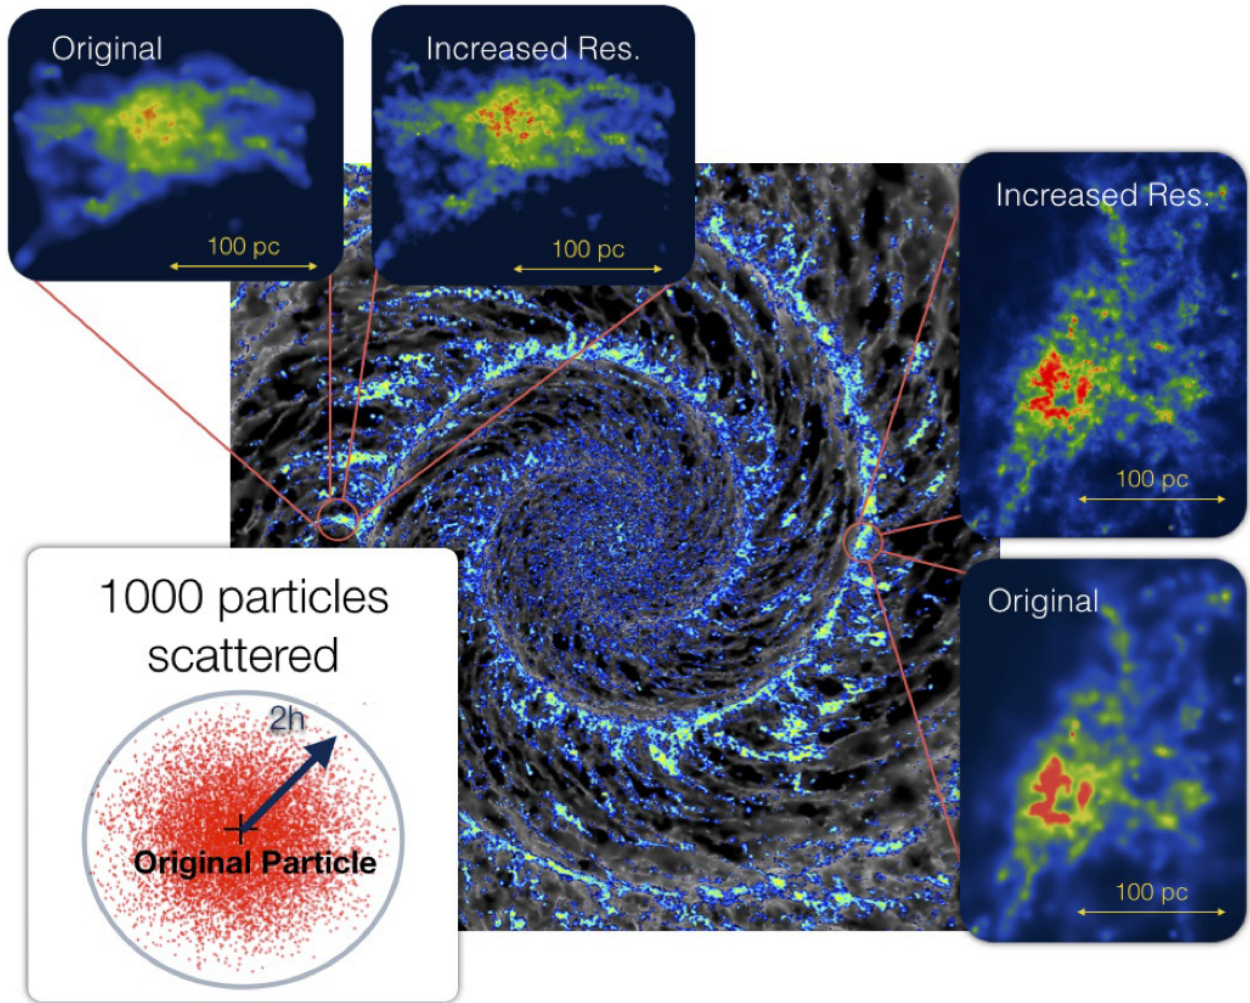 Original
100 pc
Increased Res.
100 pc
Increased Res.
100 pc
Original
100 pc
1000 particles
scattered
2h
Original Particle